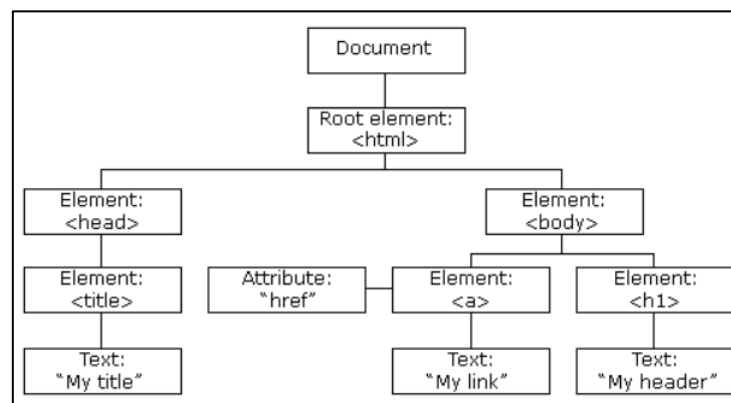 Document
Root element:
<html>
Element:
<head>
Element:
<body>
Element:
<title>
Attribute:
"href"
Element:
<a>
Element:
<h1>
Text:
"My title"
Text:
"My link"
Text:
"My header"